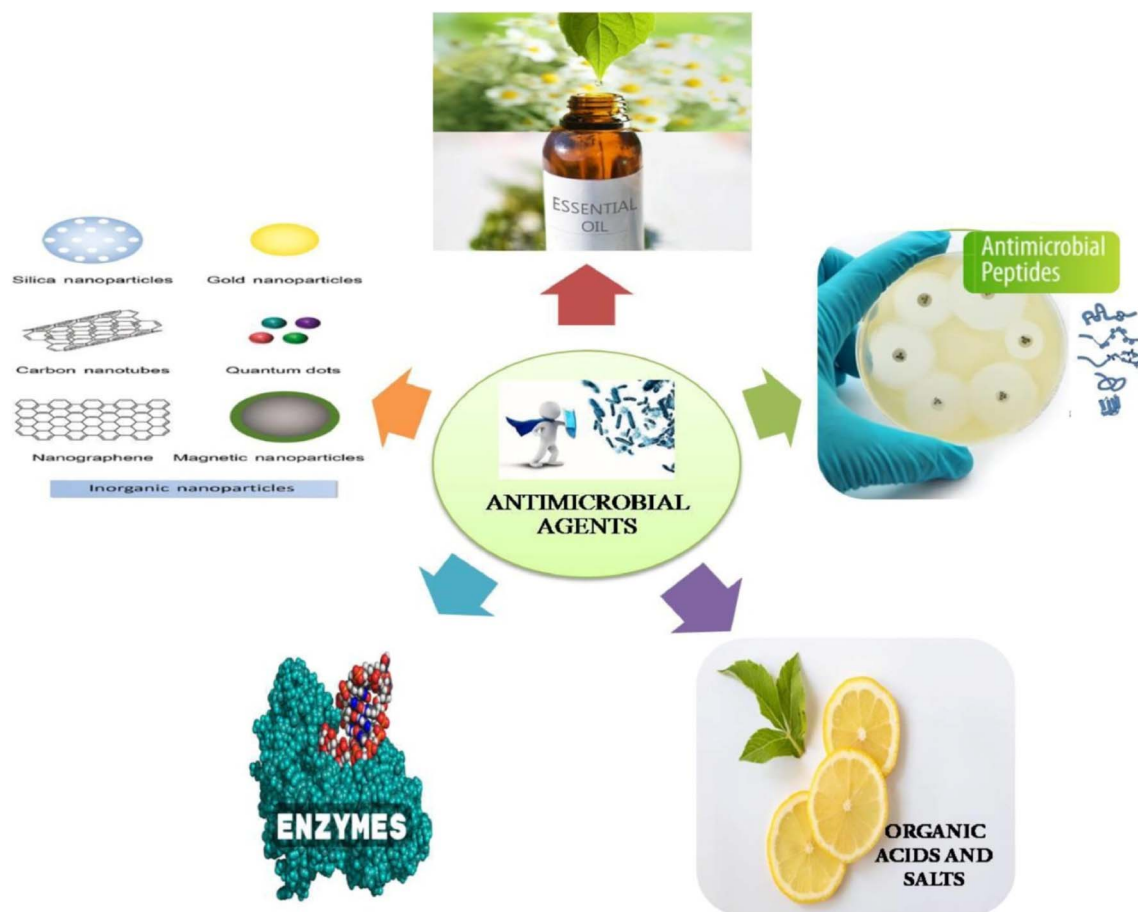 ESSENTIAL
OIL
Silica nanoparticles
Gold nanoparticles
Carbon nanotubes
Quantum dots
Nanographene
Magnetic nanoparticles
Inorganic nanoparticles
Antimicrobial
Peptides
ANTIMICROBIAL
AGENTS
ENZYMES
ORGANIC
ACIDS AND
SALTS